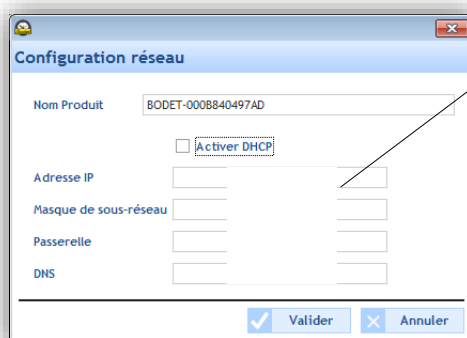 Configuration réseau
Nom Produit BODET-000B840497AD
Activer DHCP
Adresse IP
Masque de sous-réseau
Passerelle
DNS
Valider Annuler